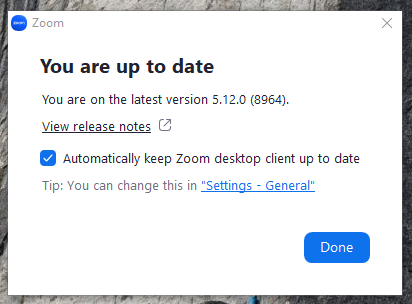 zoom Zoom
You are up to date
You are on the latest version 5.12.0 (8964).
View release notes
Automatically keep Zoom desktop client up to date
Tip: You can change this in "Settings - General"
Done